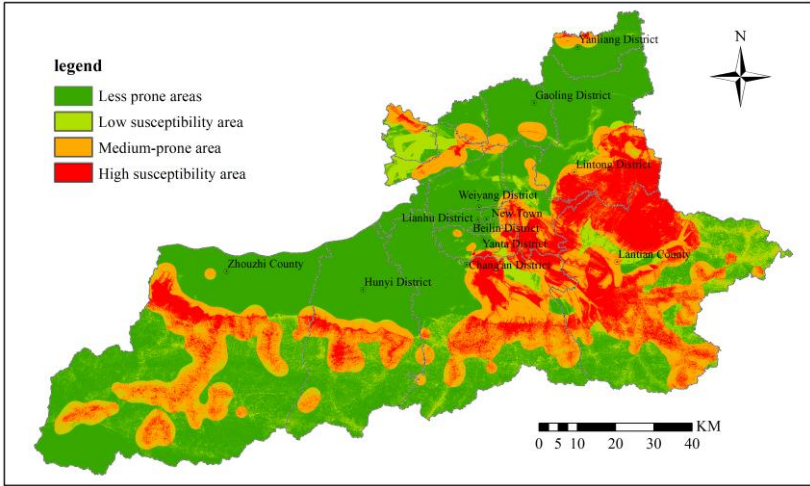 Yanliang District
N
legend
Less prone areas
Low susceptibility area
Medium-prone area
High susceptibility area
Gaoling District
Lintong District
Weiyang District
Lianhu District
New Town
Beilin District
Yanta District
Chang'an District
Lantian County
Zhouzhi County
Hunyi District
0 5 10 20 30 40 KM